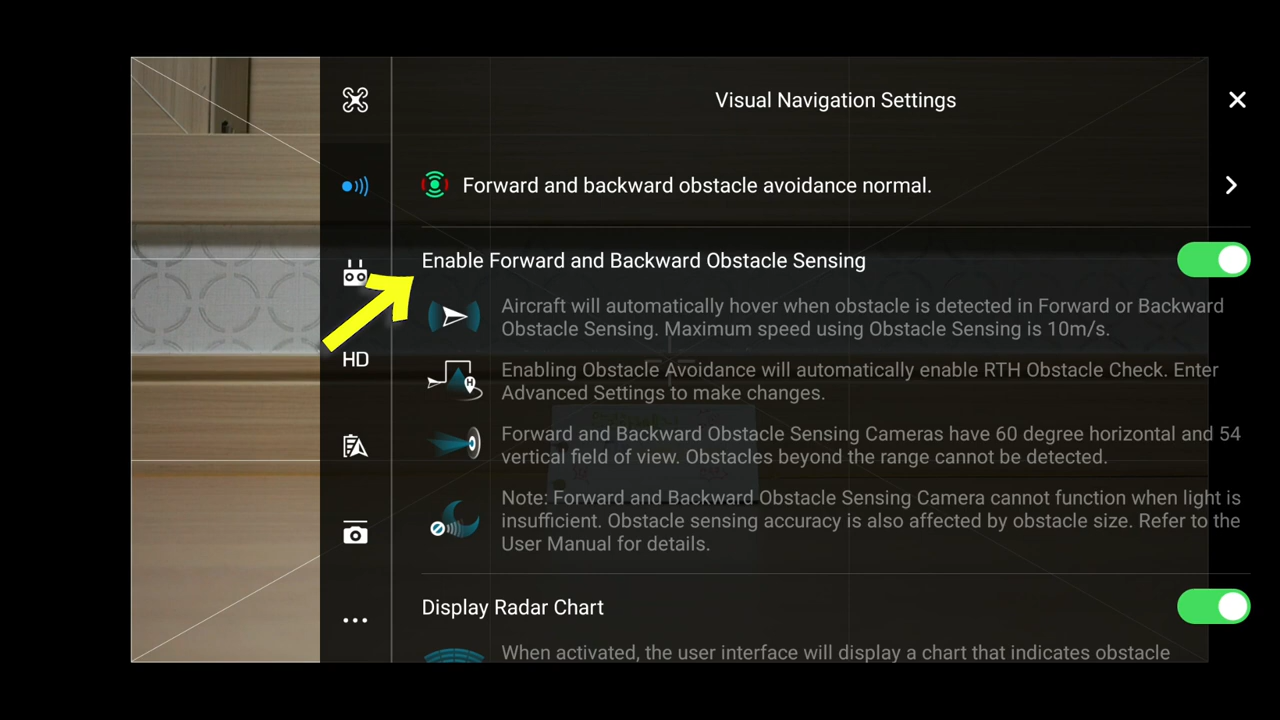 Visual Navigation Settings
Forward and backward obstacle avoidance normal.
Enable Forward and Backward Obstacle Sensing
Aircraft will automatically hover when obstacle is detected in Forward or Backward
Obstacle Sensing. Maximum speed using Obstacle Sensing is 10m/s.
HD
Enabling Obstacle Avoidance will automatically enable RTH Obstacle Check. Enter
Advanced Settings to make changes.
Forward and Backward Obstacle Sensing Cameras have 60 degree horizontal and 54
vertical field of view. Obstacles beyond the range cannot be detected.
Note: Forward and Backward Obstacle Sensing Camera cannot function when light is
insufficient. Obstacle sensing accuracy is also affected by obstacle size. Refer to the
User Manual for details.
Display Radar Chart
When activated, the user interface will display a chart that indicates obstacle